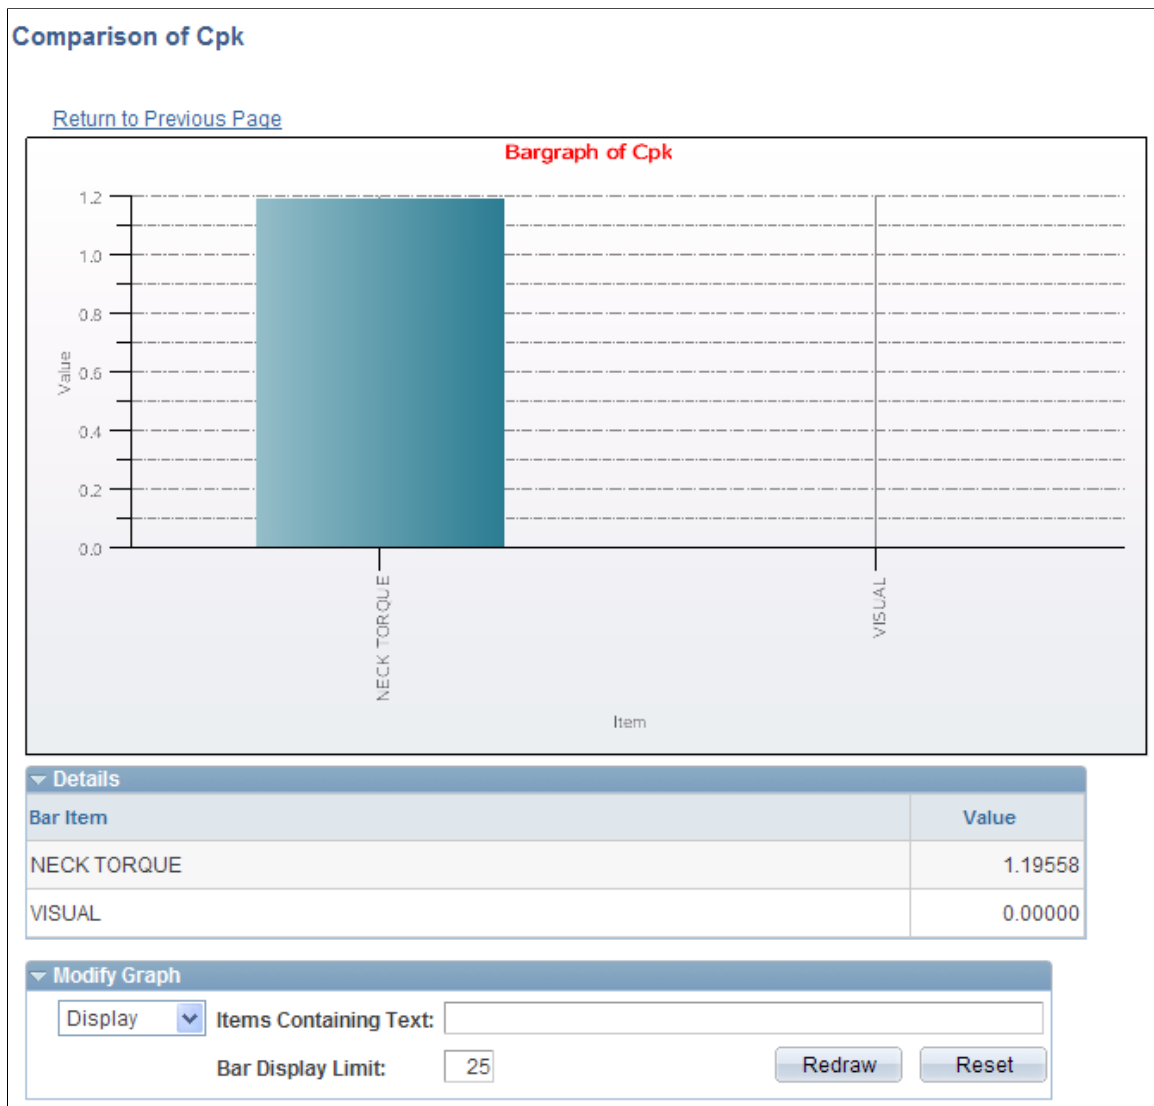 Comparison of Cpk
Return to Previous Page
Bargraph of Cpk
1.2
1.0
0.8
0.6
0.4
0.2
0.0
Value
NECK TORQUE
VISUAL
Item
Details
Bar Item Value
NECK TORQUE 1.19558
VISUAL 0.00000
Modify Graph
Display Items Containing Text:
Bar Display Limit: 25 Redraw Reset